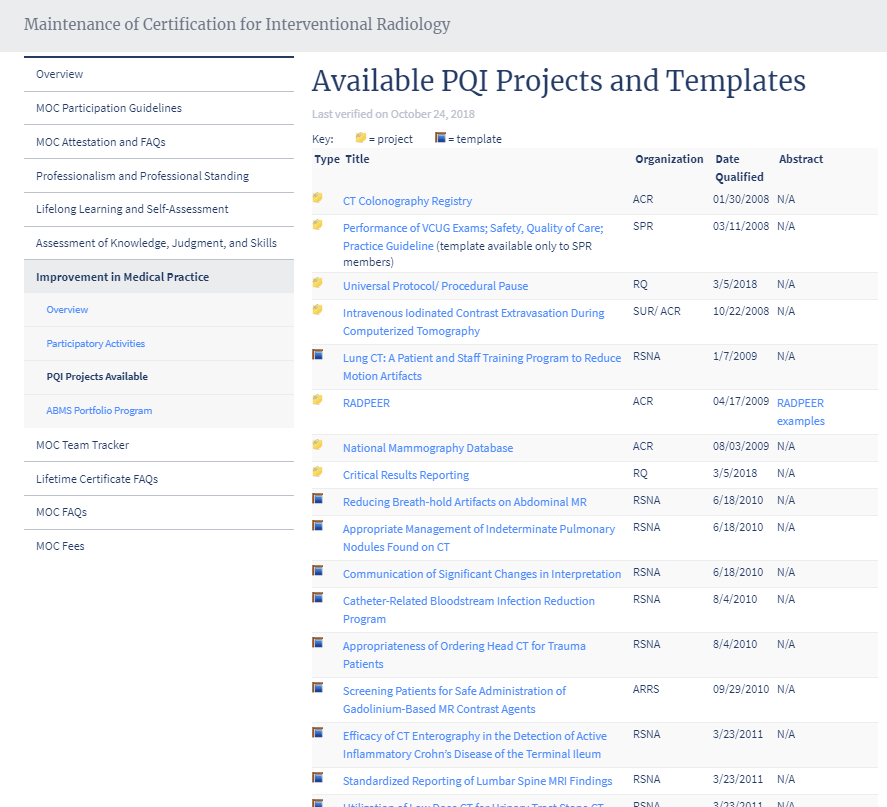 Maintenance of Certification for Interventional Radiology
Overview
MOC Participation Guidelines
MOC Attestation and FAQs
Professionalism and Professional Standing
Lifelong Learning and Self-Assessment
Assessment of Knowledge, Judgment, and Skills
Improvement in Medical Practice
Overview
Participatory Activities
PQI Projects Available
ABMS Portfolio Program
MOC Team Tracker
Lifetime Certificate FAQs
MOC FAQs
MOC Fees
Available PQI Projects and Templates
Last verified on October 24, 2018
Key: = project = template
Type Title Organization Date Abstract
Qualified
CT Colonography Registry ACR 01/30/2008 N/A
Performance of VCUG Exams; Safety, Quality of Care; SPR 03/11/2008 N/A
Practice Guideline (template available only to SPR
members)
Universal Protocol/ Procedural Pause RQ 3/5/2018 N/A
Intravenous Iodinated Contrast Extravasation During SUR/ ACR 10/22/2008 N/A
Computerized Tomography
Lung CT: A Patient and Staff Training Program to Reduce RSNA 1/7/2009 N/A
Motion Artifacts
RADPEER ACR 04/17/2009 RADPEER
examples
National Mammography Database ACR 08/03/2009 N/A
Critical Results Reporting RQ 3/5/2018 N/A
Reducing Breath-hold Artifacts on Abdominal MR RSNA 6/18/2010 N/A
Appropriate Management of Indeterminate Pulmonary RSNA 6/18/2010 N/A
Nodules Found on CT
Communication of Significant Changes in Interpretation RSNA 6/18/2010 N/A
Catheter-Related Bloodstream Infection Reduction RSNA 8/4/2010 N/A
Program
Appropriateness of Ordering Head CT for Trauma RSNA 8/4/2010 N/A
Patients
Screening Patients for Safe Administration of ARRS 09/29/2010 N/A
Gadolinium-Based MR Contrast Agents
Efficacy of CT Enterography in the Detection of Active RSNA 3/23/2011 N/A
Inflammatory Crohn's Disease of the Terminal Ileum
Standardized Reporting of Lumbar Spine MRI Findings RSNA 3/23/2011 N/A
Utilization of Low Dose CT for Urinary Tract Stone CT RSNA 3/23/2011 N/A